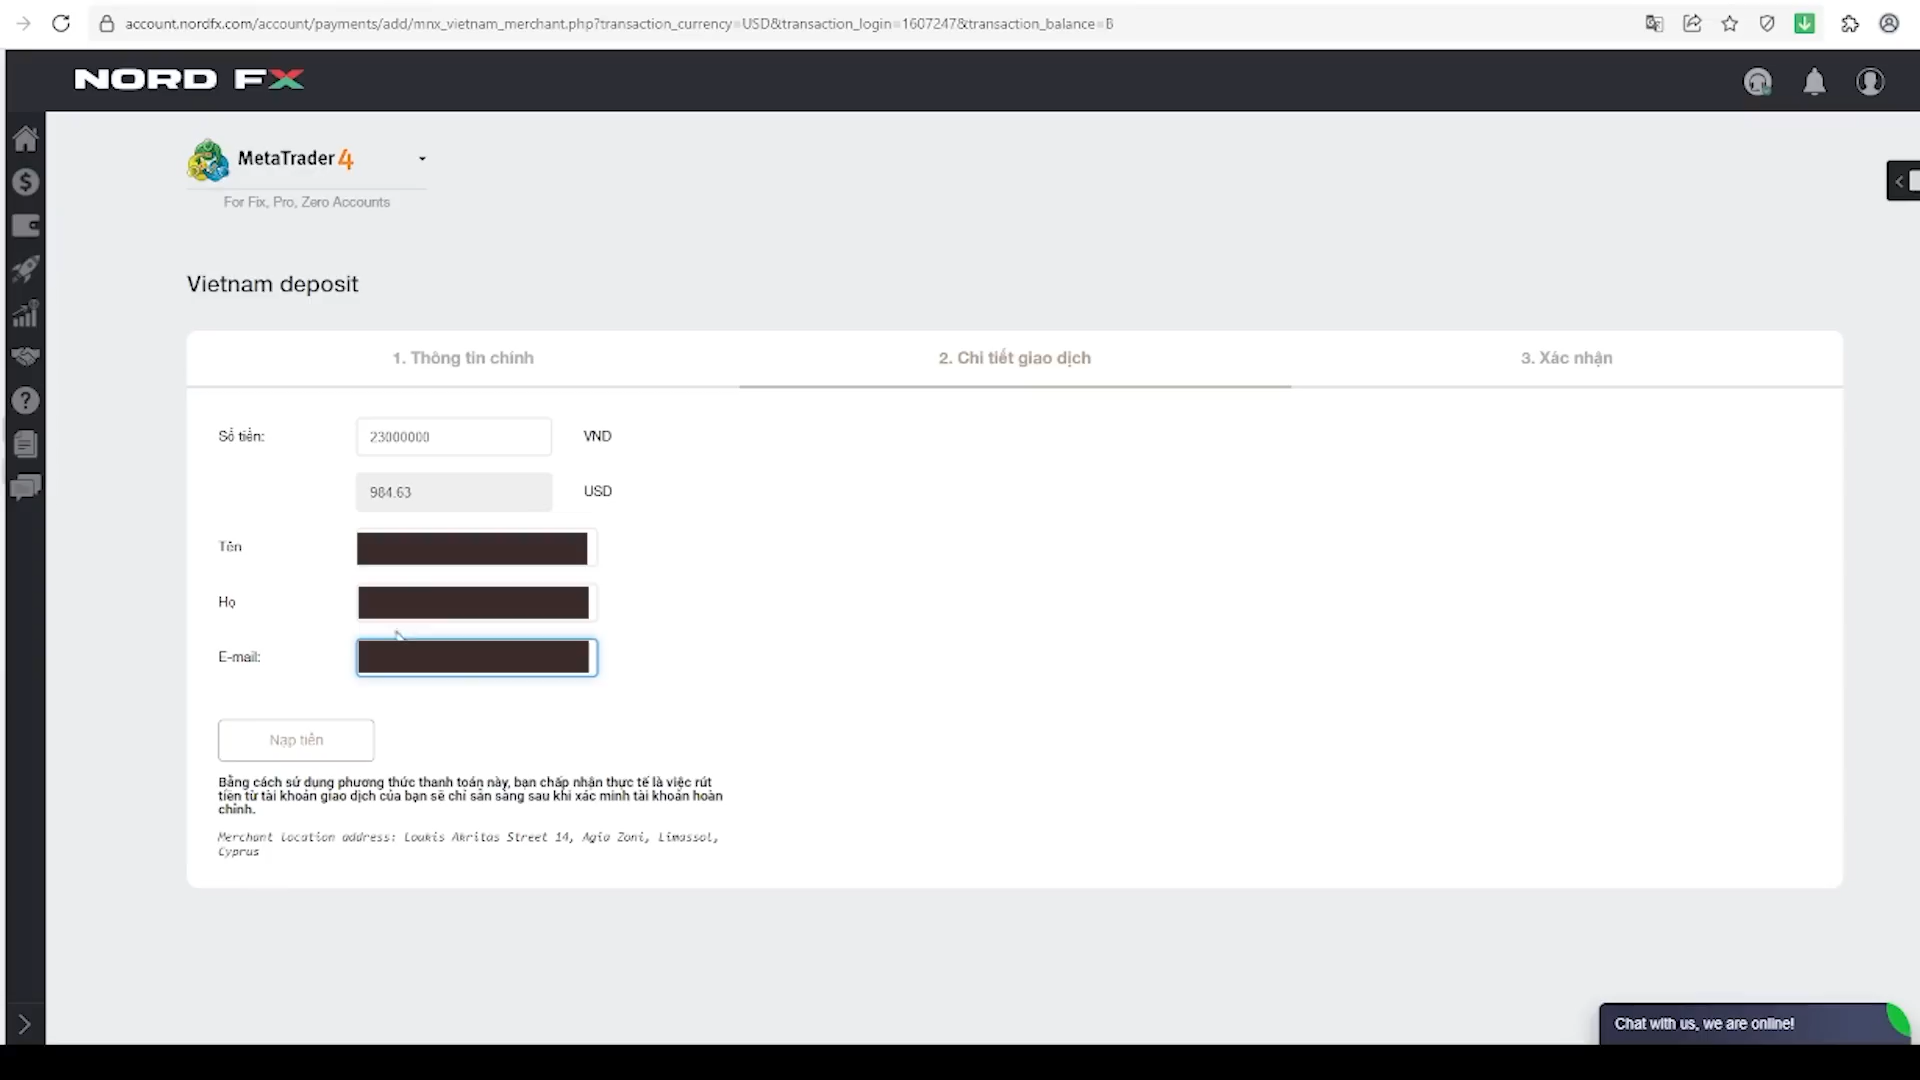 account.nordfx.com/account/payments/add/mnx_vietnam_merchant.php?transaction_currency=USD&transaction_login=1607247&transaction_balance=B
NORD FX
MetaTrader 4
For Fix, Pro, Zero Accounts
Vietnam deposit
1. Thông tin chính
2. Chi tiết giao dịch
3. Xác nhận
Số tiền:
23000000
VND
984.63
USD
Tên
Họ
E-mail:
Nạp tiền
Bằng cách sử dụng phương thức thanh toán này, bạn chấp nhận thực tế là việc rút
tiền từ tài khoản giao dịch của bạn sẽ chỉ sẵn sàng sau khi xác minh tài khoản hoàn
chỉnh.
Merchant location address: Loukis Akritas Street 14, Agia Zoni, Limassol,
Cyprus
Chat with us, we are online!